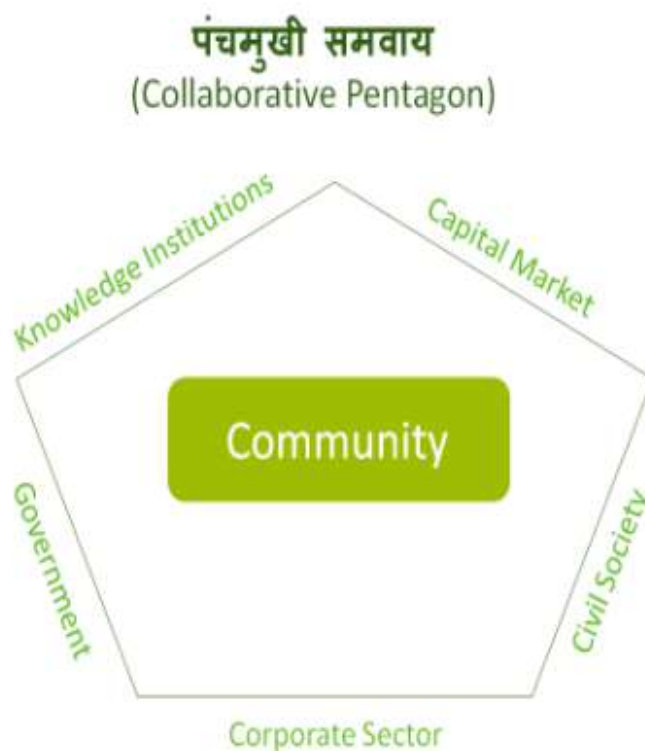 पंचमुखी समवाय
(Collaborative Pentagon)
Knowledge Institutions
Capital Market
Community
Government
Civil Society
Corporate Sector